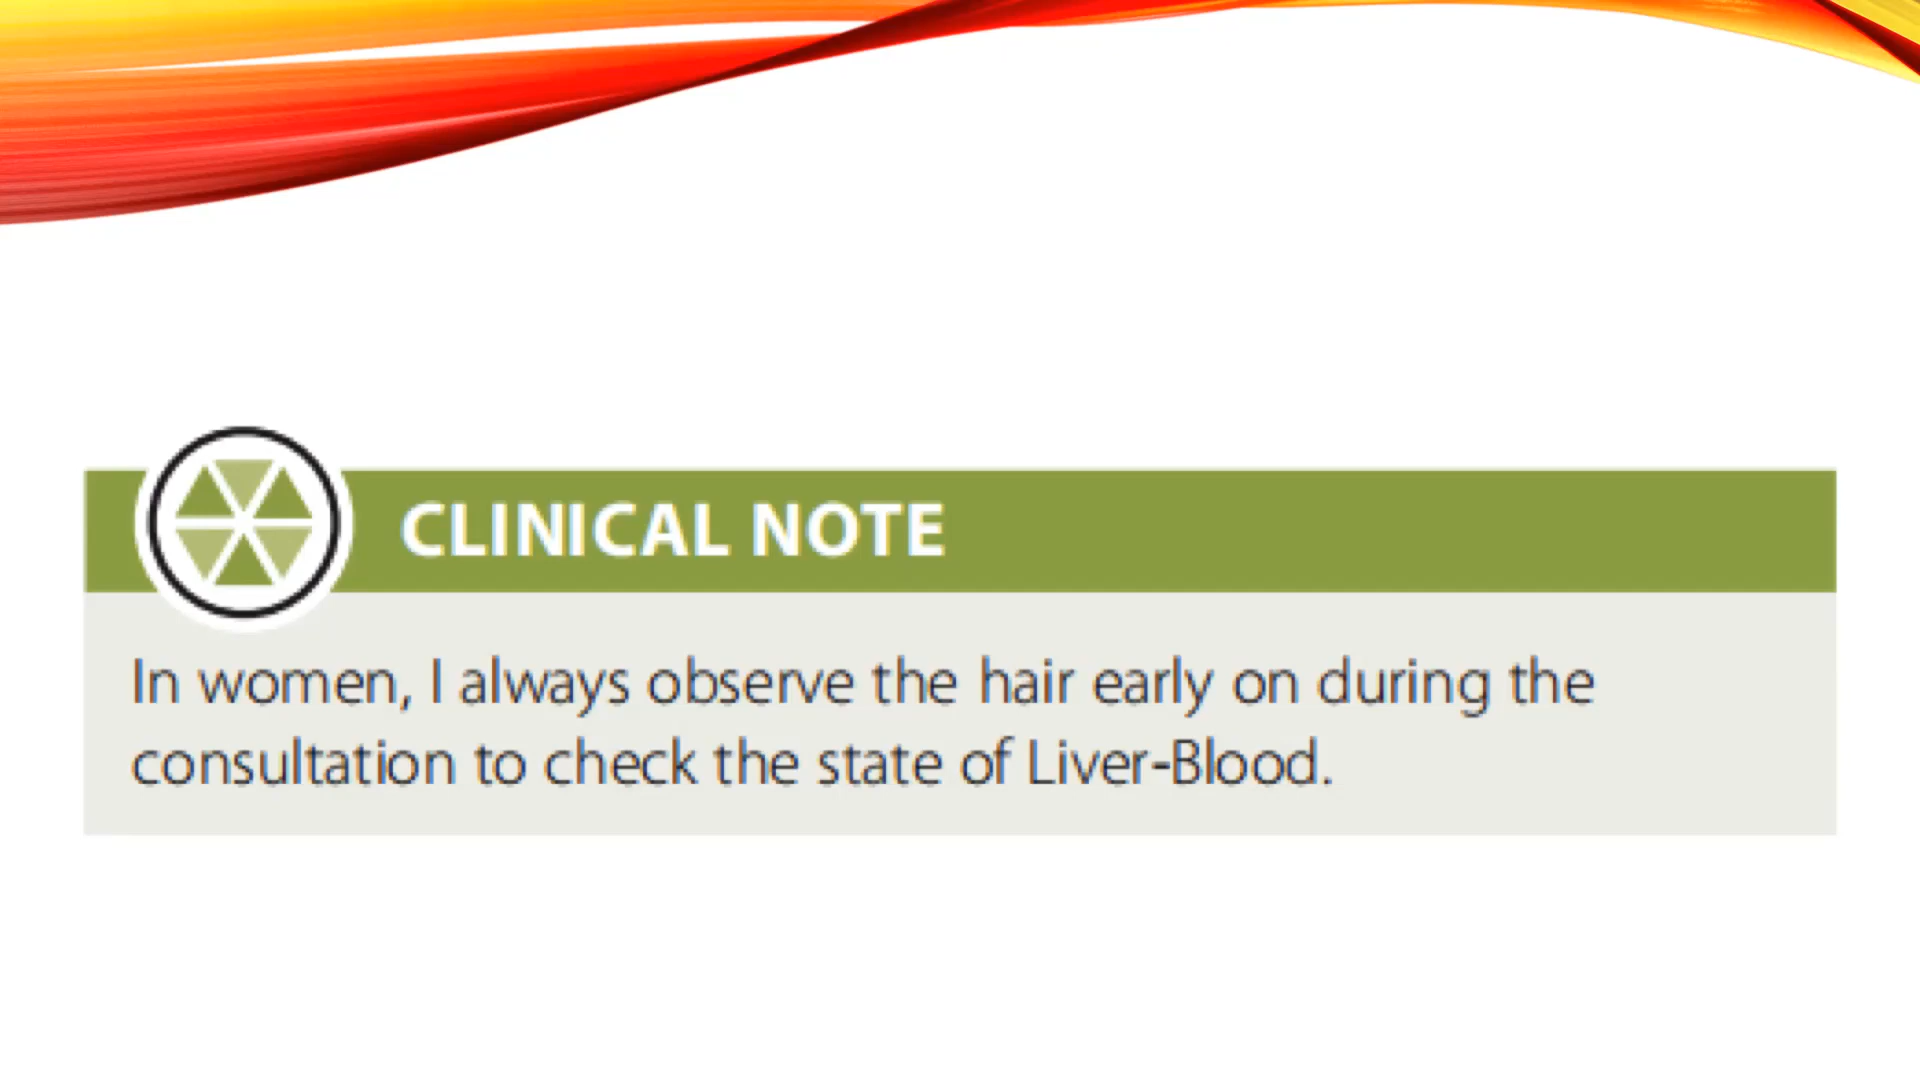 CLINICAL NOTE
In women, I always observe the hair early on during the
consultation to check the state of Liver-Blood.